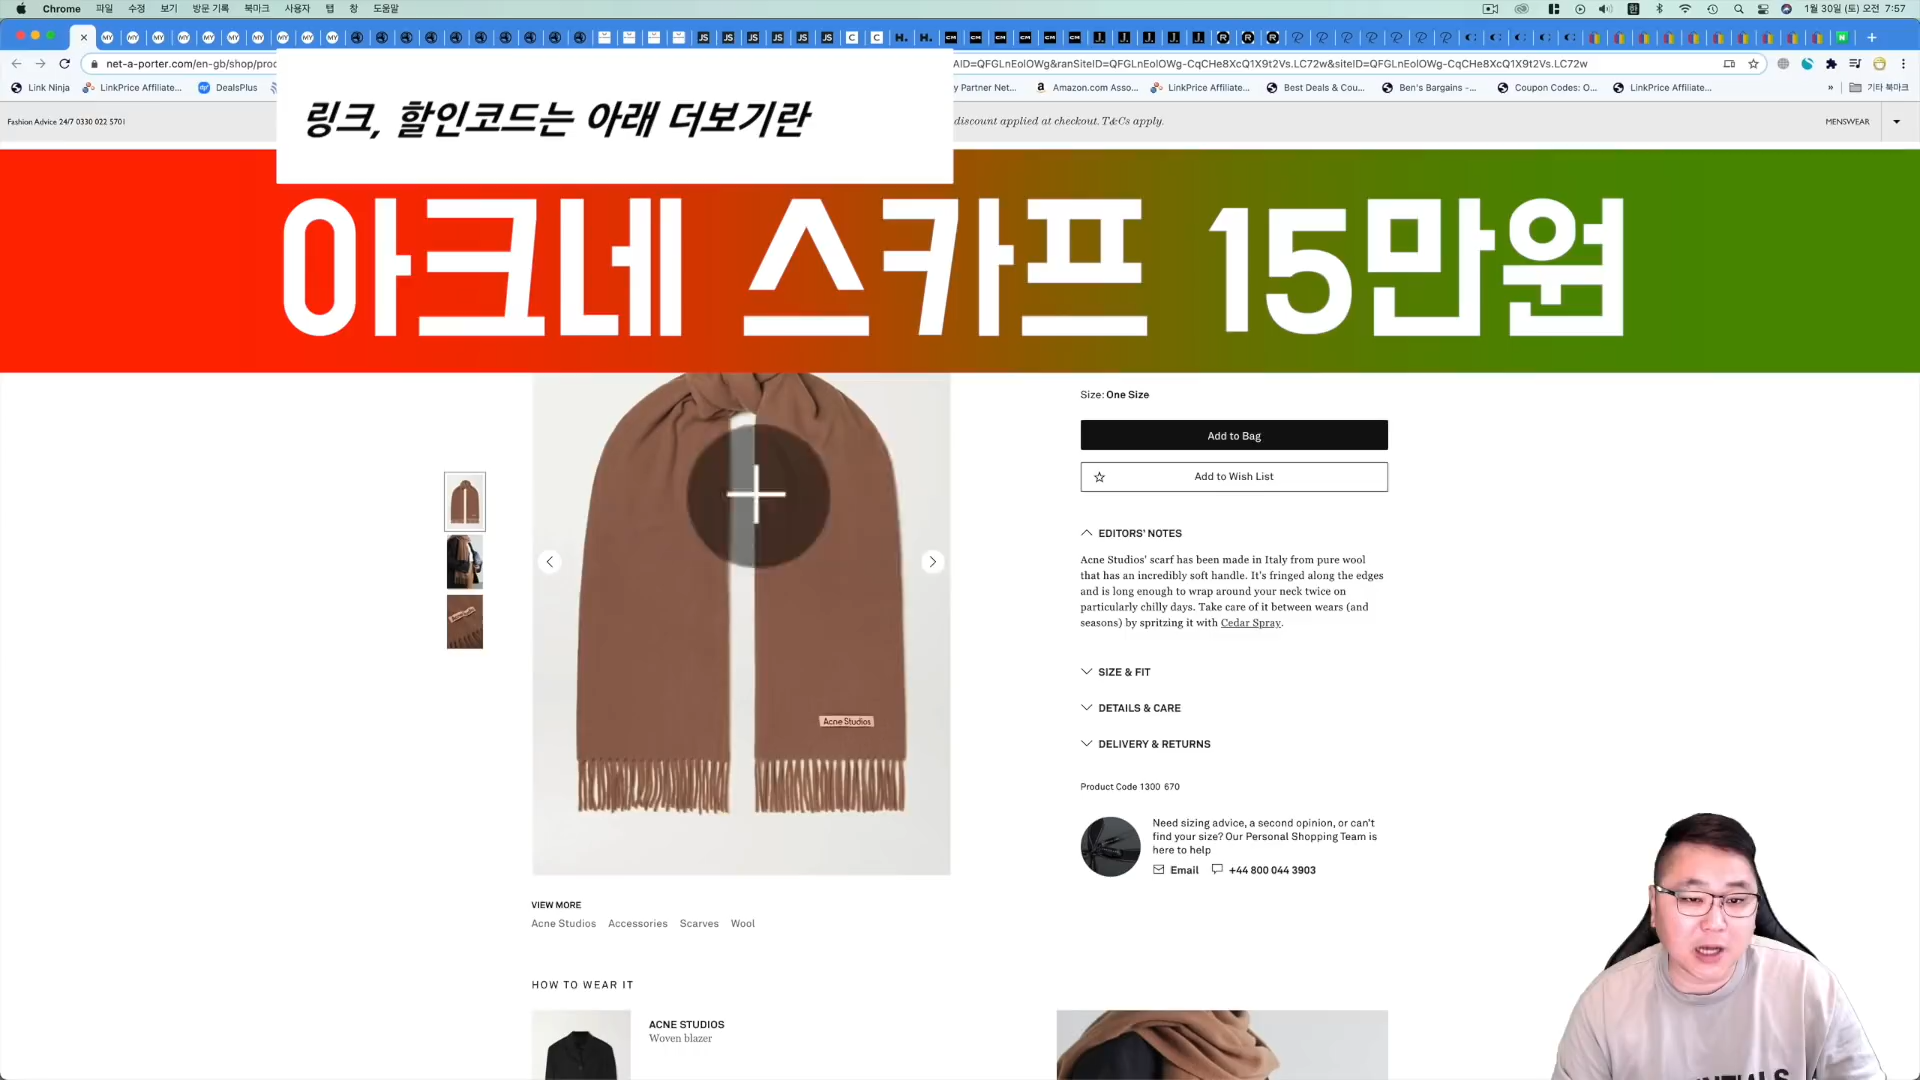 Chrome 파일 수정 보기 방문 기록 북마크 사용자 탭 창 도움말 1월 30일 (토) 오전 7:57
net-a-porter.com/en-gb/shop/proc AID=QFGLnEolOWg&ranSiteID=QFGLnEolOWg-CqCHe8XcQ1X9t2Vs.LC72w&siteID=QFGLnEolOWg-CqCHe8XcQ1X9t2Vs.LC72w
Link Ninja LinkPrice Affiliate... DealsPlus y Partner Net... Amazon.com Asso... LinkPrice Affiliate... Best Deals & Cou... Ben's Bargains -... Coupon Codes: O... LinkPrice Affiliate... » 기타 북마크
링크, 할인코드는 아래 더보기란
Fashion Advice 24/7 0330 022 5701 discount applied at checkout. T&Cs apply. MENSWEAR
아크네 스카프 15만원
Size: One Size
Add to Bag
Add to Wish List
EDITORS' NOTES
Acne Studios' scarf has been made in Italy from pure wool
that has an incredibly soft handle. It's fringed along the edges
and is long enough to wrap around your neck twice on
particularly chilly days. Take care of it between wears (and
seasons) by spritzing it with Cedar Spray.
SIZE & FIT
DETAILS & CARE
Acne Studios
DELIVERY & RETURNS
Product Code 1300 670
Need sizing advice, a second opinion, or can't
find your size? Our Personal Shopping Team is
here to help
Email +44 800 044 3903
VIEW MORE
Acne Studios Accessories Scarves Wool
HOW TO WEAR IT
ACNE STUDIOS
Woven blazer